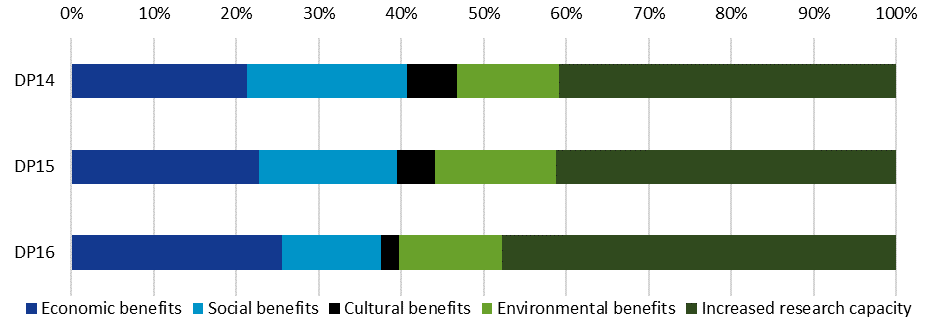 0% 10% 20% 30% 40% 50% 60% 70% 80% 90% 100%
DP14
DP15
DP16
Economic benefits Social benefits Cultural benefits Environmental benefits Increased research capacity